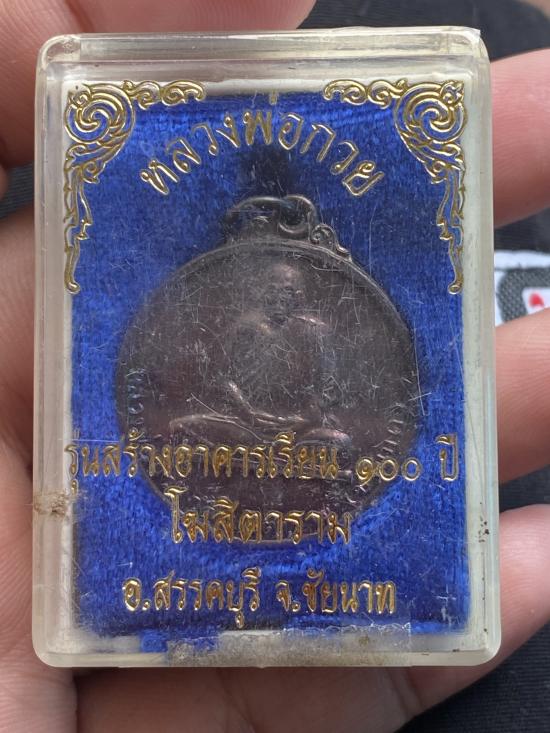 หลวงพ่อกวย
รุ่นสร้างอาคารเรียน ๑๐๐ ปี
โฆสิตาราม
อ.สรรคบุรี จ.ชัยนาท